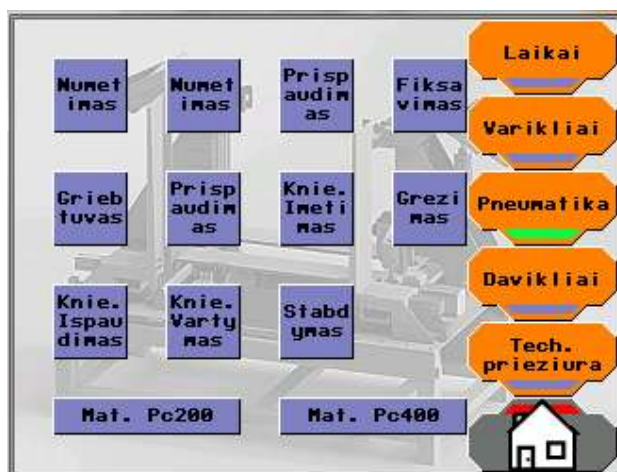 Numet
imas
Numet
imas
Prisp
audim
as
Fiksa
vimas
Grieb
tuvas
Prisp
audim
as
Knie.
Imeti
mas
Grezi
mas
Knie.
Ispau
dimas
Knie.
Varty
mas
Stabd
ymas
Mat. Pc200
Mat. Pc400
Laikai
Varikliai
Pneumatika
Davikliai
Tech.
prieziura